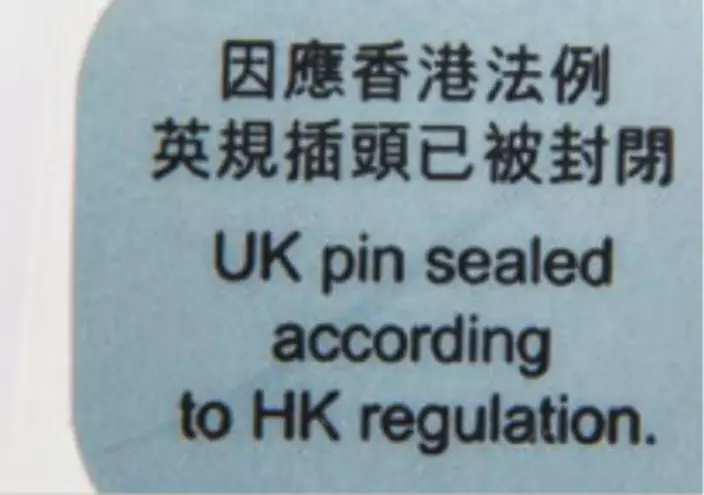 因應香港法例
英規插頭已被封閉
UK pin sealed
according
to HK regulation.